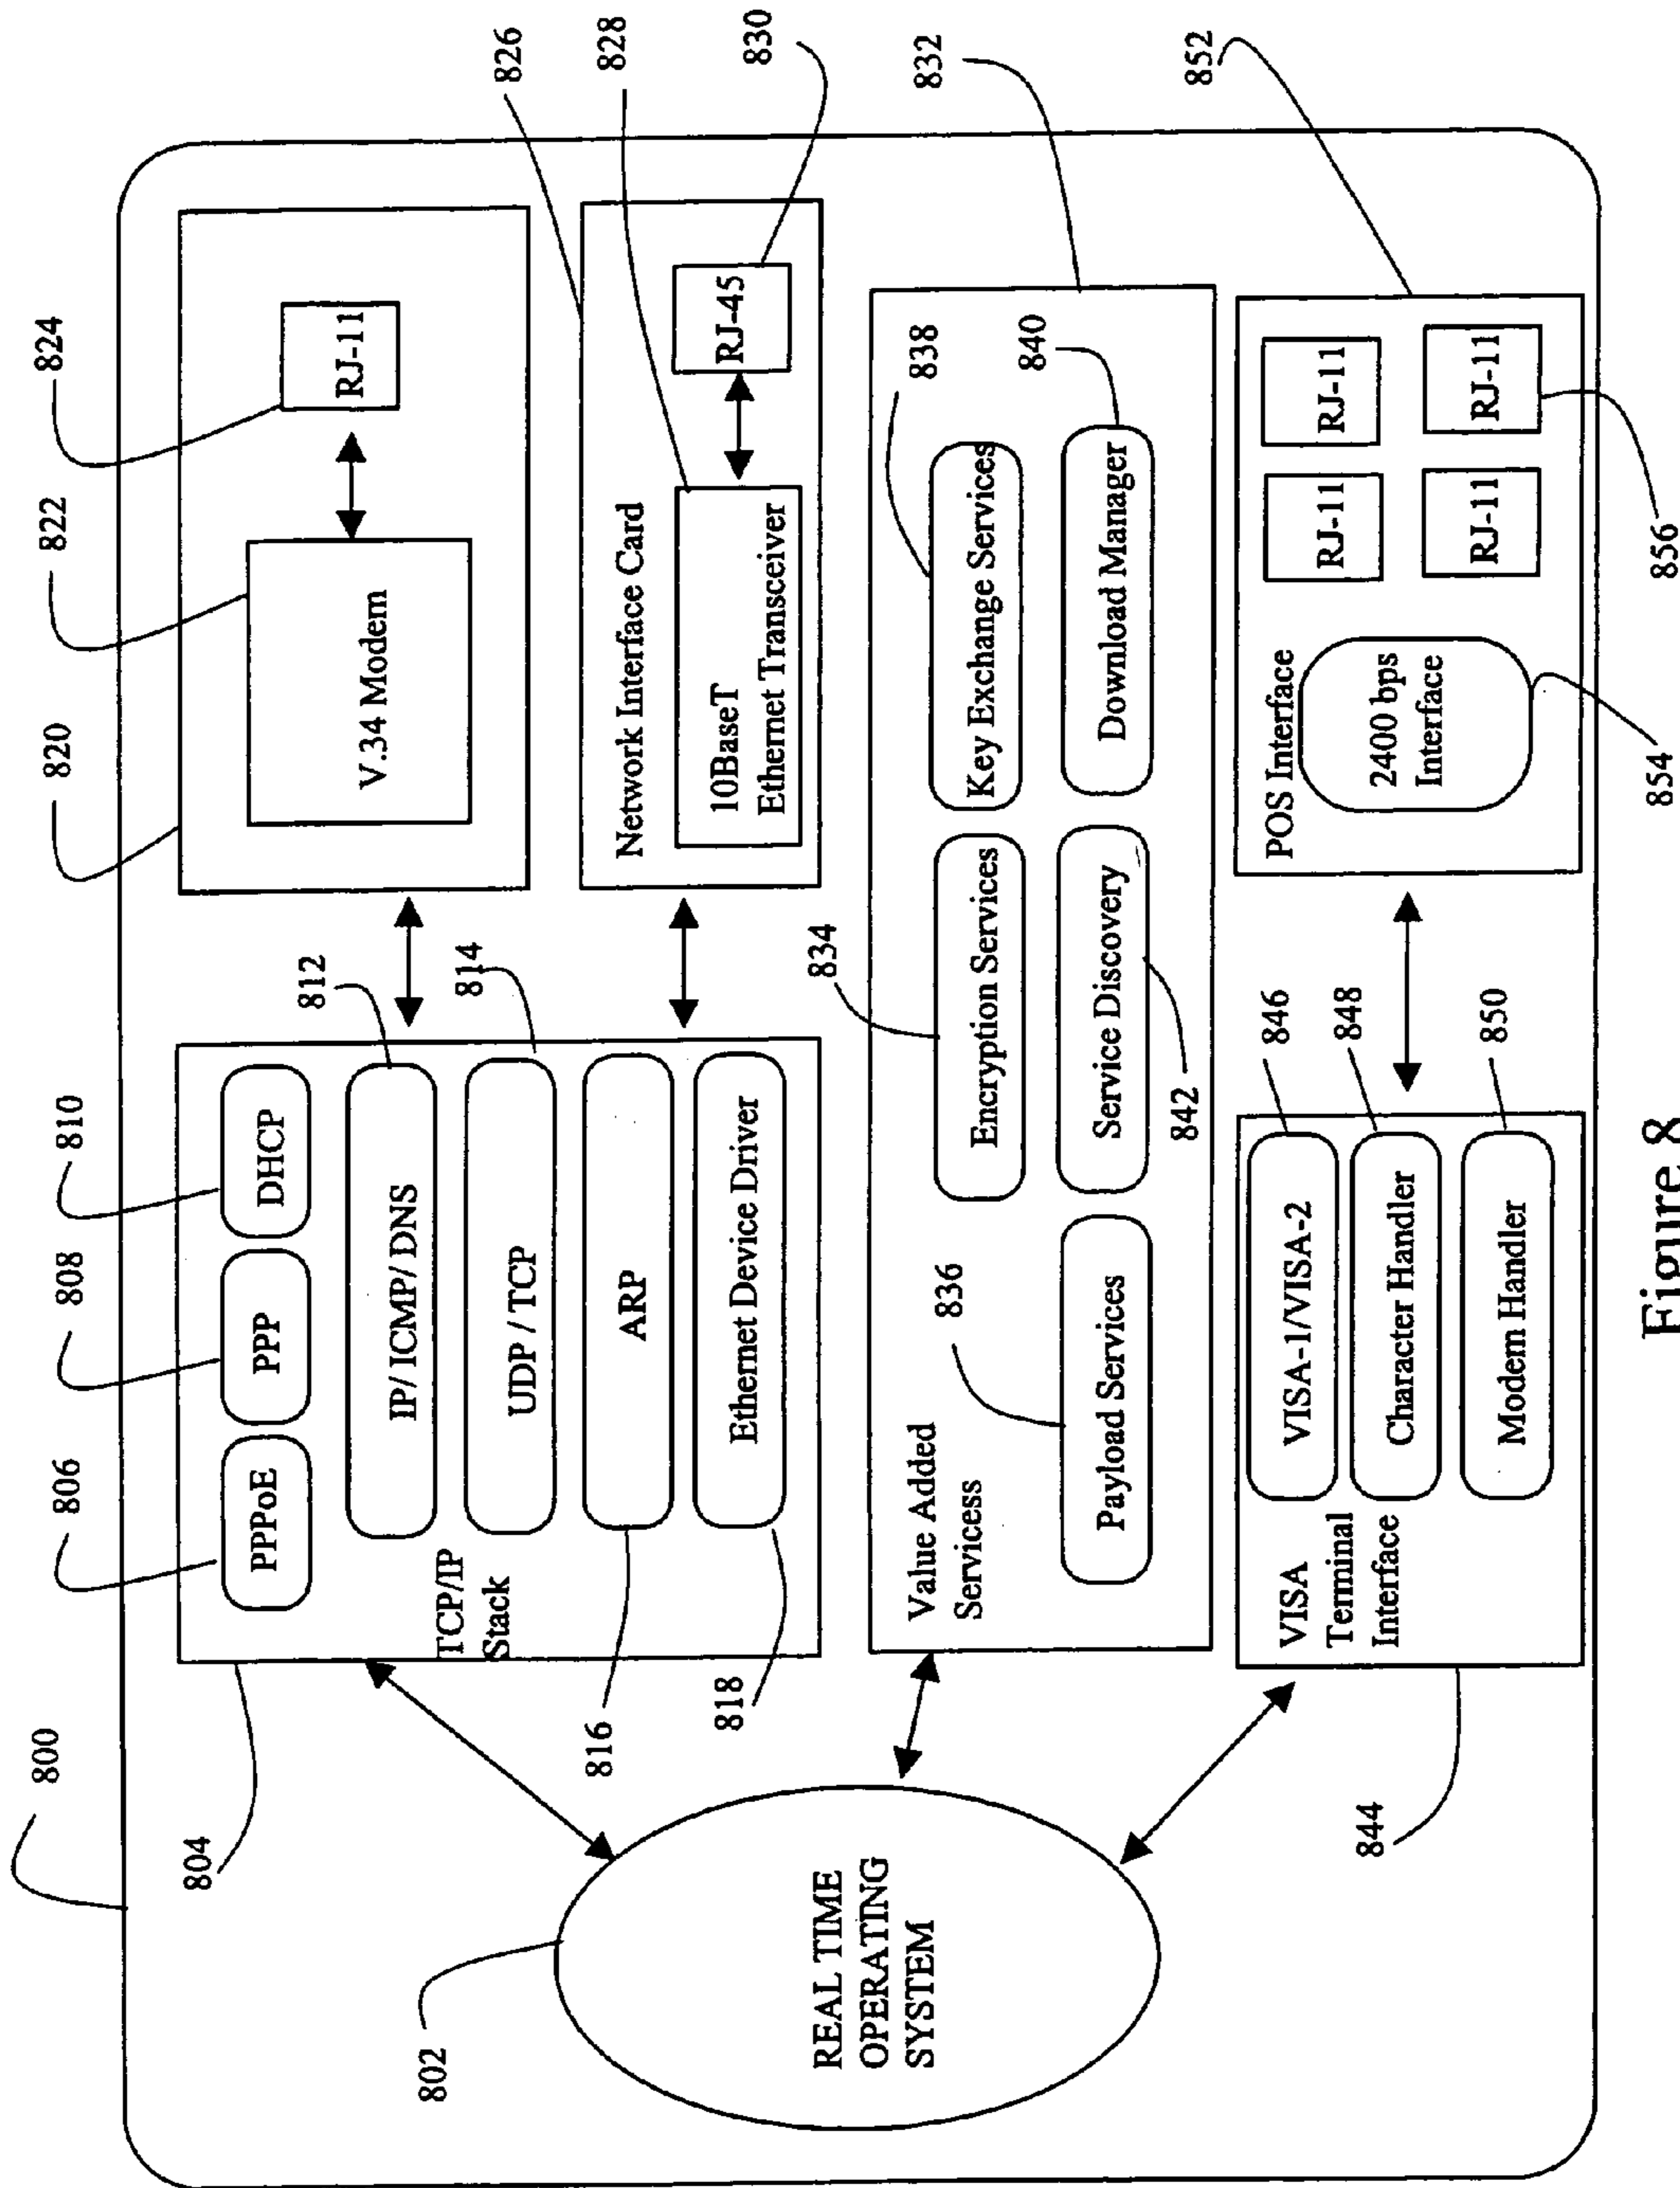 800
804
806
808
810
812
814
816
818
PPPoE
PPP
DHCP
IP/ ICMP/ DNS
UDP / TCP
ARP
Ethernet Device Driver
TCP/IP
Stack
820
822
824
V.34 Modem
RJ-11
826
828
830
Network Interface Card
10BaseT
Ethernet Transceiver
RJ-45
802
REAL TIME
OPERATING
SYSTEM
832
834
836
838
840
842
Value Added
Servicess
Encryption Services
Key Exchange Services
Payload Services
Service Discovery
Download Manager
844
846
848
850
VISA
Terminal
Interface
VISA-1/VISA-2
Character Handler
Modem Handler
852
854
856
POS Interface
2400 bps
Interface
RJ-11
RJ-11
RJ-11
RJ-11
Figure 8